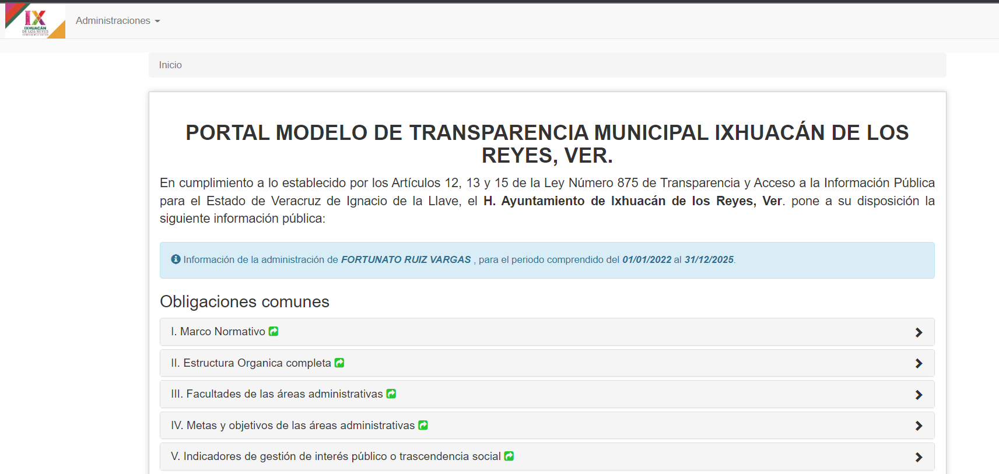 IX
IXHUACÁN
DE LOS REYES
Administraciones
Inicio
PORTAL MODELO DE TRANSPARENCIA MUNICIPAL IXHUACÁN DE LOS
REYES, VER.
En cumplimiento a lo establecido por los Artículos 12, 13 y 15 de la Ley Número 875 de Transparencia y Acceso a la Información Pública
para el Estado de Veracruz de Ignacio de la Llave, el H. Ayuntamiento de Ixhuacán de los Reyes, Ver. pone a su disposición la
siguiente información pública:
Información de la administración de FORTUNATO RUIZ VARGAS , para el periodo comprendido del 01/01/2022 al 31/12/2025.
Obligaciones comunes
I. Marco Normativo
II. Estructura Organica completa
III. Facultades de las áreas administrativas
IV. Metas y objetivos de las áreas administrativas
V. Indicadores de gestión de interés público o trascendencia social